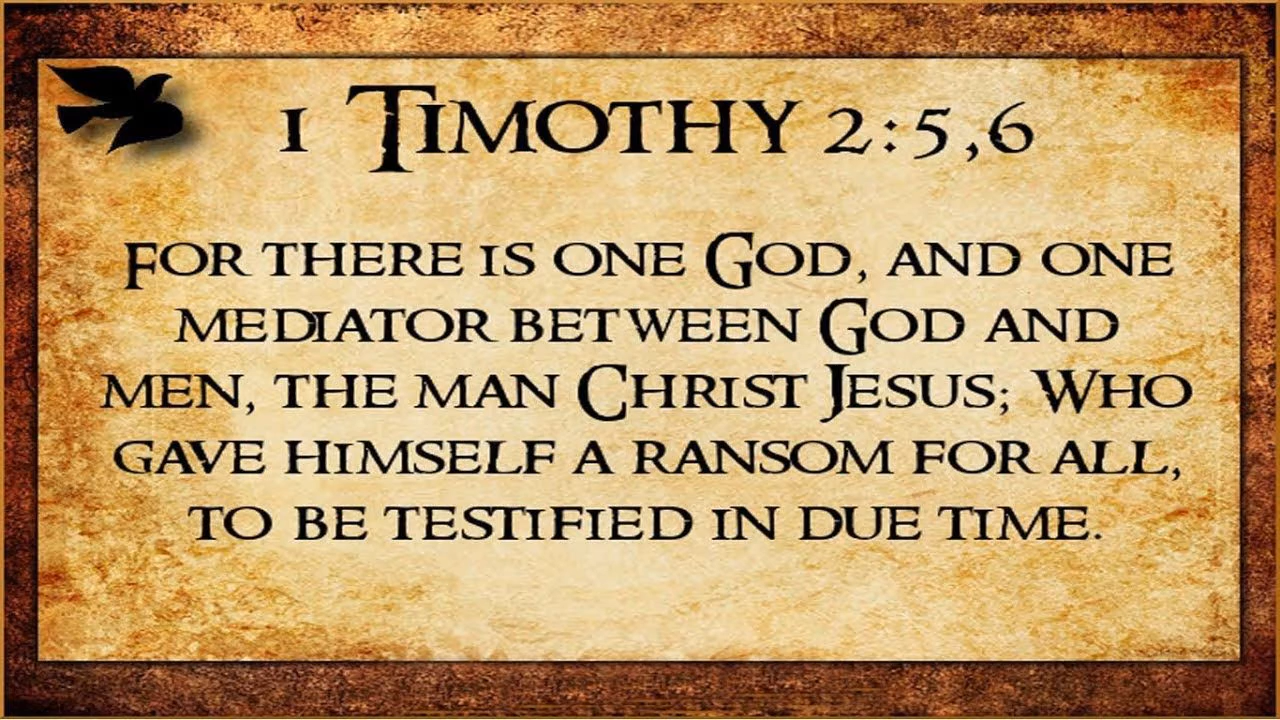 1 Timothy 2:5,6
For there is one God, and one
mediator between God and
men, the man Christ Jesus; Who
gave himself a ransom for all,
to be testified in due time.